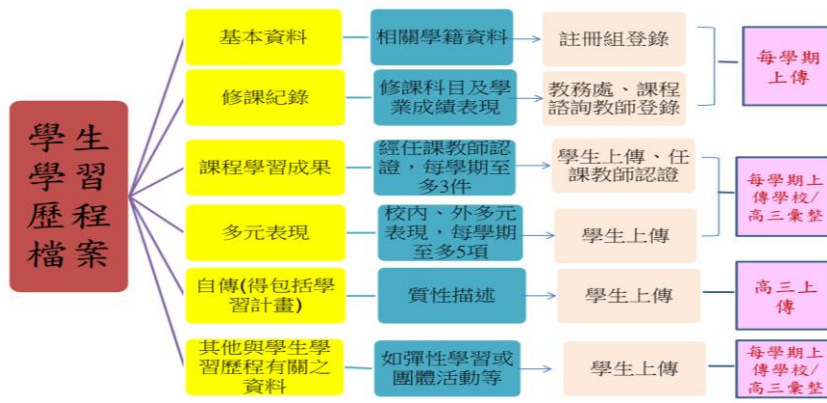 學生
學習
歷程
檔案
基本資料
相關學籍資料
註冊組登錄
每學期
上傳
修課紀錄
修課科目及學
業成績表現
教務處、課程
諮詢教師登錄
課程學習成果
經任課教師認
證，每學期至
多3件
學生上傳、任
課教師認證
每學期上
傳學校/
高三彙整
多元表現
校內、外多元
表現，每學期
至多5項
學生上傳
自傳(得包括學
習計畫)
質性描述
學生上傳
高三上
傳
其他與學生學
習歷程有關之
資料
如彈性學習或
團體活動等
學生上傳
每學期上
傳學校/
高三彙整